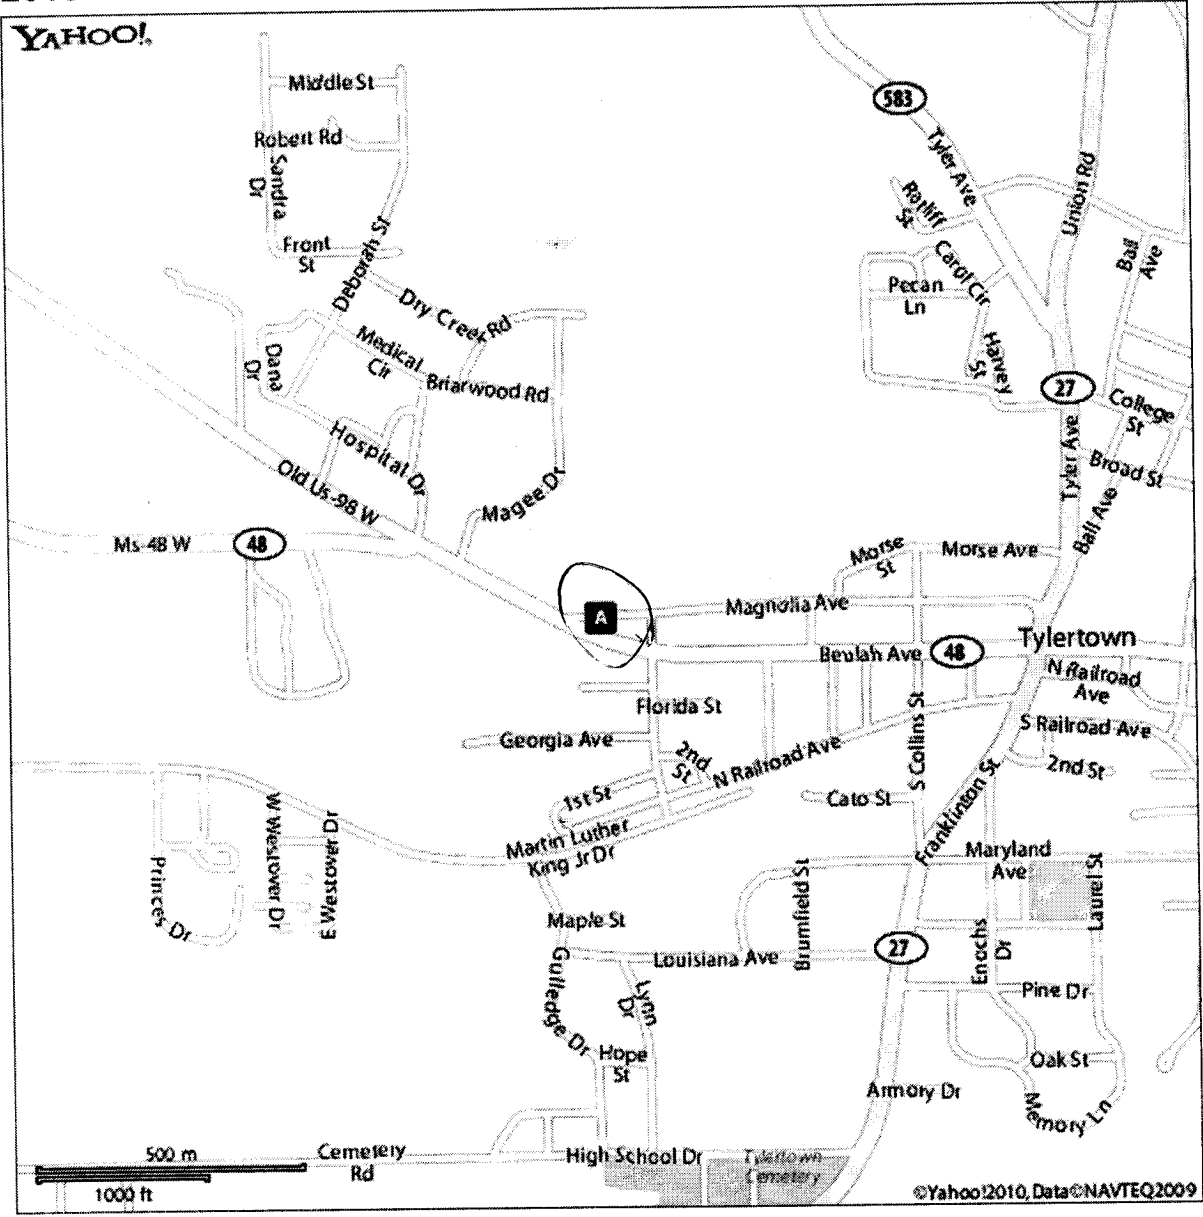 YAHOO!
Middle St
583
Robert Rd
Tyler Ave
Sandra
Dr
Union Rd
Ratliff
St
Front
St
Deborah St
Ball
Ave
Carol Cir
Pecan
Ln
Dry Creek Rd
Medical
Cir
Dana
Dr
Harvey
St
Briarwood Rd
27
College
St
Hospital Dr
Tyler Ave
Broad St
Old Us-98 W
Magee Dr
Ball Ave
Ms-48 W
48
Morse
St
Morse Ave
A
Magnolia Ave
Tylertown
Beulah Ave
48
N Railroad
Ave
Florida St
S Railroad Ave
Georgia Ave
2nd
St
N Railroad Ave
S Collins St
2nd St
1st St
Cato St
Franklinton St
W Westover Dr
E Westover Dr
Martin Luther
King Jr Dr
Maryland
Ave
Princes Dr
Brumfield St
Laurel St
Maple St
27
Enochs
Dr
Louisiana Ave
Gulledge Dr
Lynn
Dr
Pine Dr
Hope
St
Oak St
Armory Dr
Memory Ln
500 m
Cemetery
Rd
High School Dr
Tylertown
Cemetery
1000 ft
©Yahoo!2010, Data©NAVTEQ2009